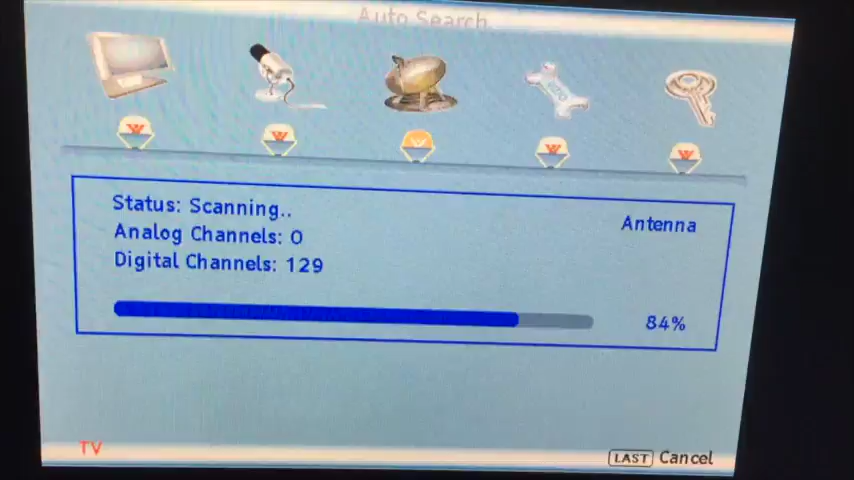 Auto Search
Status: Scanning..
Antenna
Analog Channels: 0
Digital Channels: 129
84%
TV
LAST Cancel